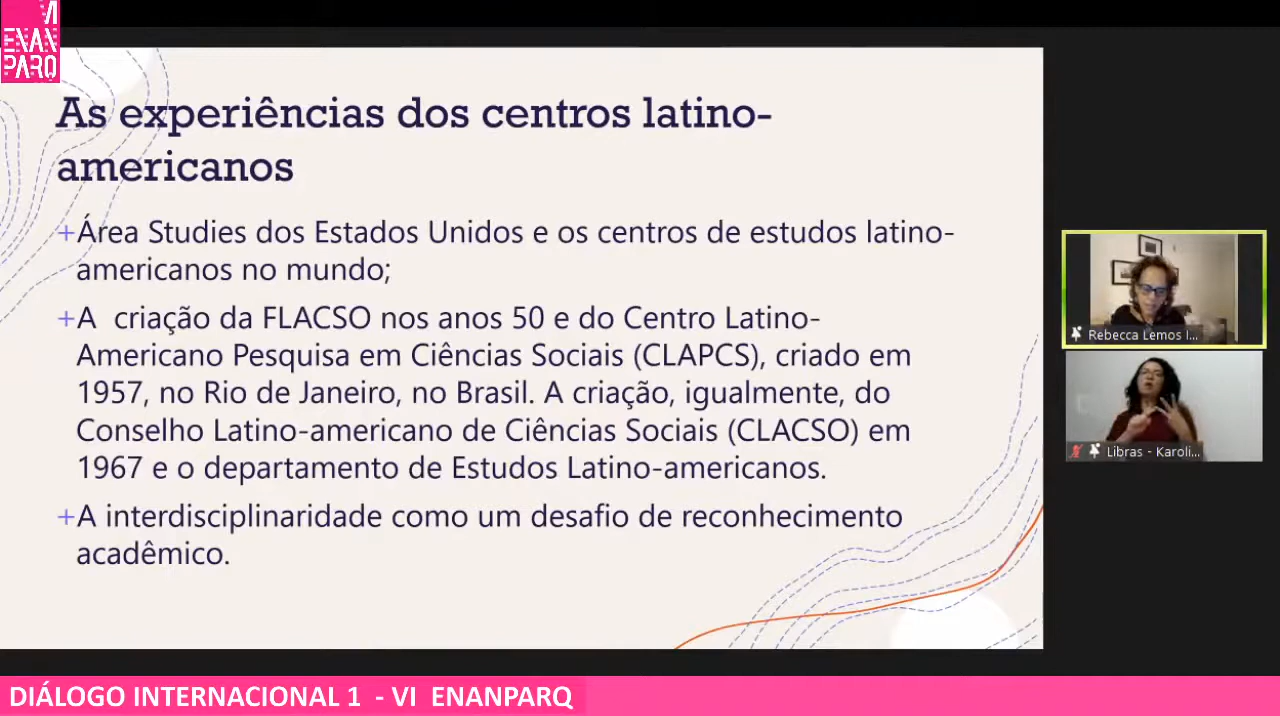 VI
ENAN
PARQ
As experiências dos centros latino-
americanos
+Área Studies dos Estados Unidos e os centros de estudos latino-
americanos no mundo;
+A criação da FLACSO nos anos 50 e do Centro Latino-
Americano Pesquisa em Ciências Sociais (CLAPCS), criado em
1957, no Rio de Janeiro, no Brasil. A criação, igualmente, do
Conselho Latino-americano de Ciências Sociais (CLACSO) em
1967 e o departamento de Estudos Latino-americanos.
+A interdisciplinaridade como um desafio de reconhecimento
acadêmico.
Rebecca Lemos I...
Libras - Karoli...
DIÁLOGO INTERNACIONAL 1 - VI ENANPARQ